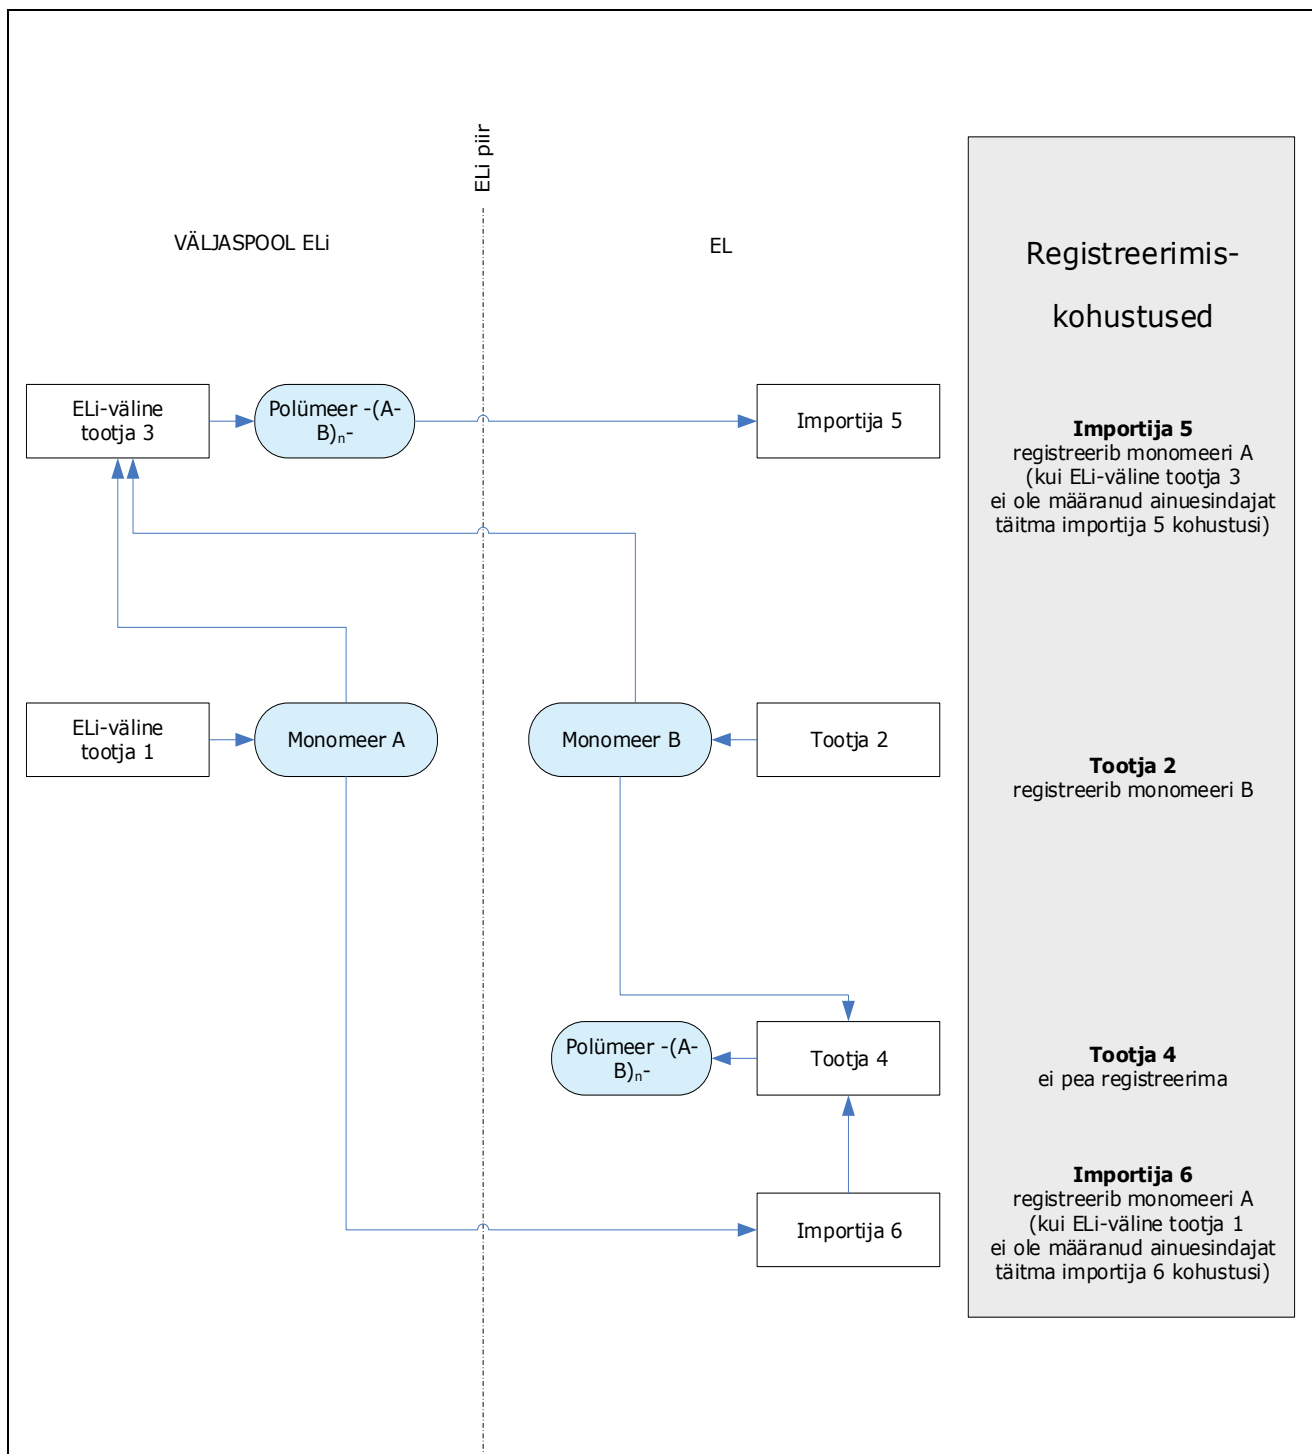 ELi piir
VÄLJASPOOL ELi
EL
Registreerimis-
kohustused
ELi-väline
tootja 3
Polümeer -(A-
B)n-
Importija 5
Importija 5
registreerib monomeeri A
(kui ELi-väline tootja 3
ei ole määranud ainuesindajat
täitma importija 5 kohustusi)
ELi-väline
tootja 1
Monomeer A
Monomeer B
Tootja 2
Tootja 2
registreerib monomeeri B
Polümeer -(A-
B)n-
Tootja 4
Tootja 4
ei pea registreerima
Importija 6
Importija 6
registreerib monomeeri A
(kui ELi-väline tootja 1
ei ole määranud ainuesindajat
täitma importija 6 kohustusi)